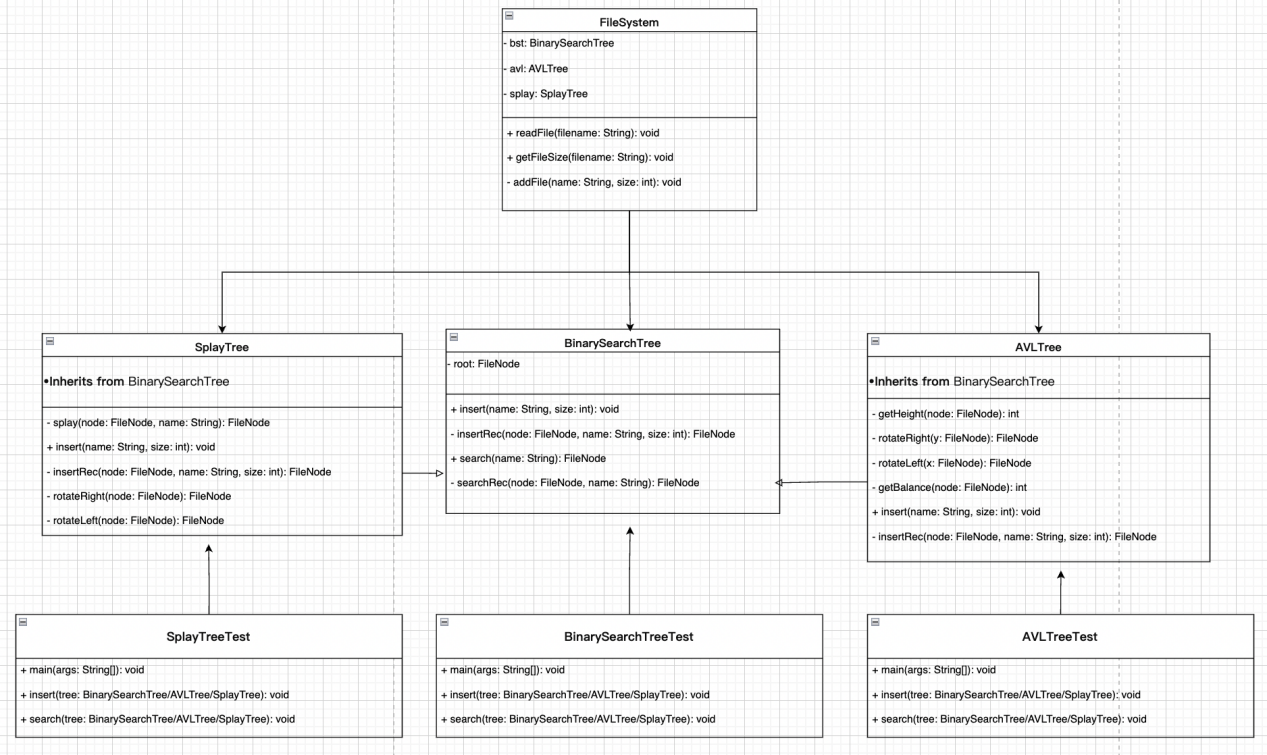 FileSystem
- bst: BinarySearchTree
- avl: AVLTree
- splay: SplayTree
+ readFile(filename: String): void
+ getFileSize(filename: String): void
- addFile(name: String, size: int): void
SplayTree
•Inherits from BinarySearchTree
- splay(node: FileNode, name: String): FileNode
+ insert(name: String, size: int): void
- insertRec(node: FileNode, name: String, size: int): FileNode
- rotateRight(node: FileNode): FileNode
- rotateLeft(node: FileNode): FileNode
BinarySearchTree
- root: FileNode
+ insert(name: String, size: int): void
- insertRec(node: FileNode, name: String, size: int): FileNode
+ search(name: String): FileNode
- searchRec(node: FileNode, name: String): FileNode
AVLTree
•Inherits from BinarySearchTree
- getHeight(node: FileNode): int
- rotateRight(y: FileNode): FileNode
- rotateLeft(x: FileNode): FileNode
- getBalance(node: FileNode): int
+ insert(name: String, size: int): void
- insertRec(node: FileNode, name: String, size: int): FileNode
SplayTreeTest
+ main(args: String[]): void
+ insert(tree: BinarySearchTree/AVLTree/SplayTree): void
+ search(tree: BinarySearchTree/AVLTree/SplayTree): void
BinarySearchTreeTest
+ main(args: String[]): void
+ insert(tree: BinarySearchTree/AVLTree/SplayTree): void
+ search(tree: BinarySearchTree/AVLTree/SplayTree): void
AVLTreeTest
+ main(args: String[]): void
+ insert(tree: BinarySearchTree/AVLTree/SplayTree): void
+ search(tree: BinarySearchTree/AVLTree/SplayTree): void